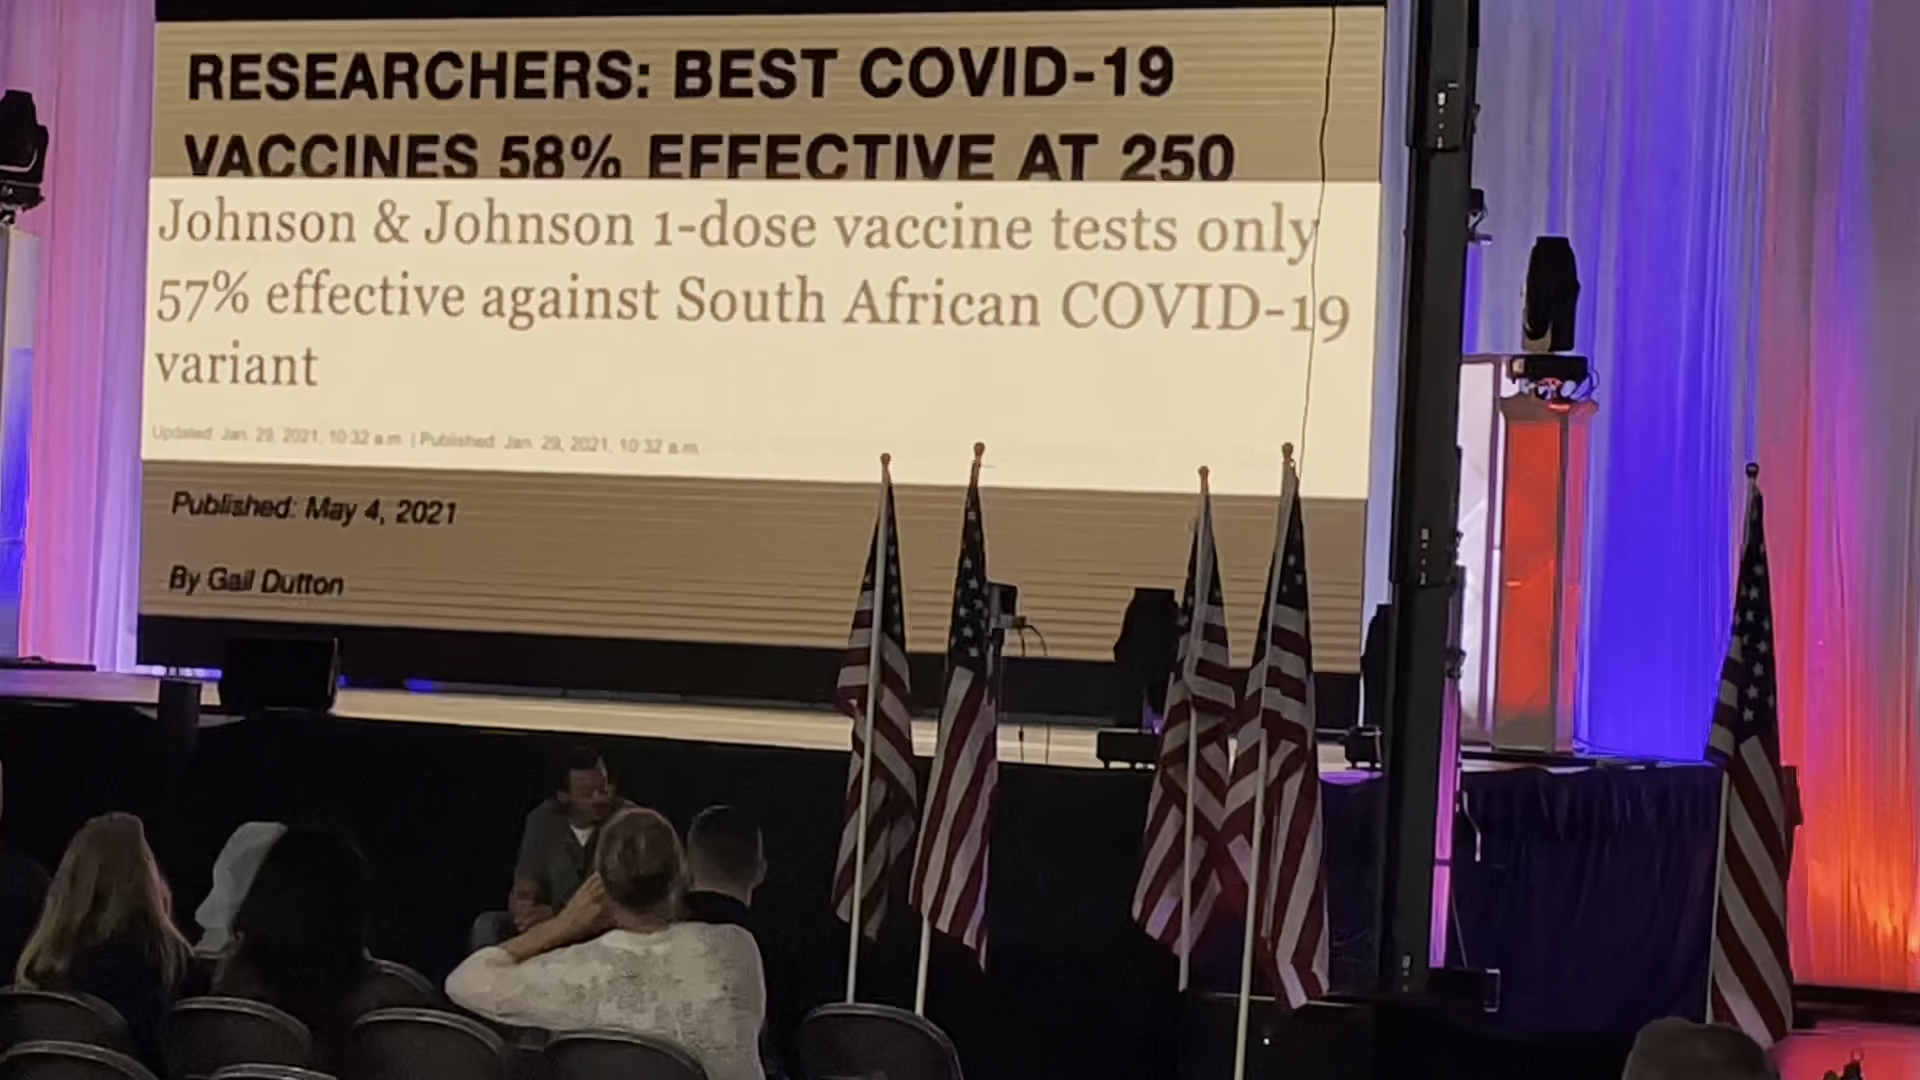 RESEARCHERS: BEST COVID-19
VACCINES 58% EFFECTIVE AT 250
Johnson & Johnson 1-dose vaccine tests only
57% effective against South African COVID-19
variant
Updated: Jan. 29, 2021, 10:32 a.m. | Published: Jan. 29, 2021, 10:32 a.m.
Published: May 4, 2021
By Gail Dutton